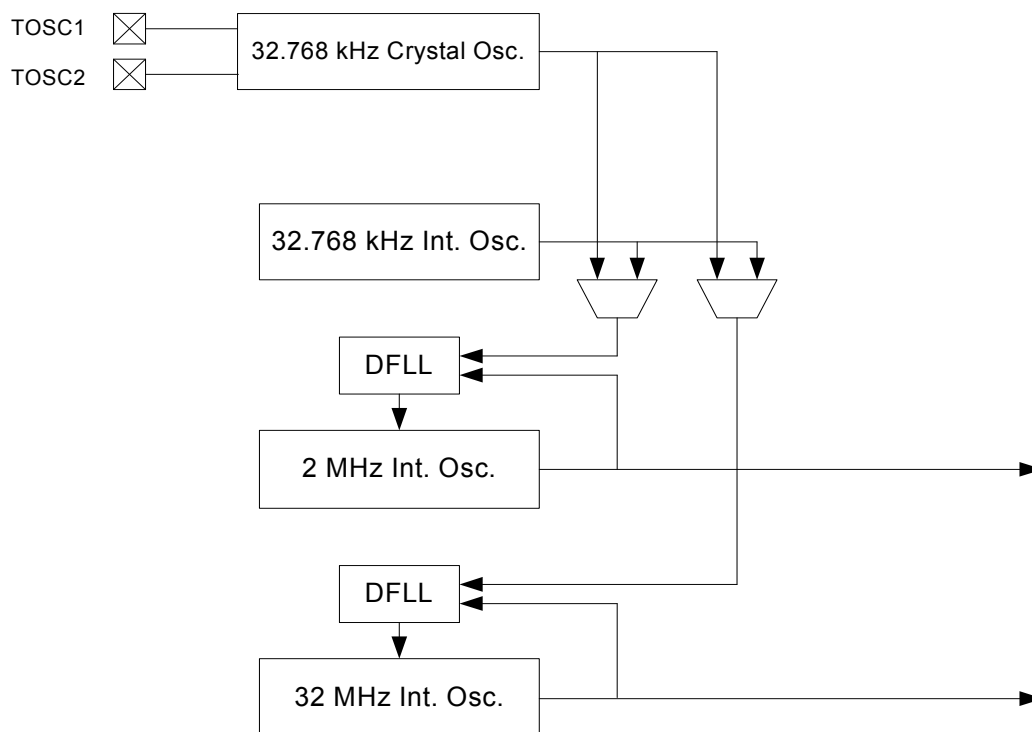 TOSC1
TOSC2
32.768 kHz Crystal Osc.
32.768 kHz Int. Osc.
DFLL
2 MHz Int. Osc.
DFLL
32 MHz Int. Osc.